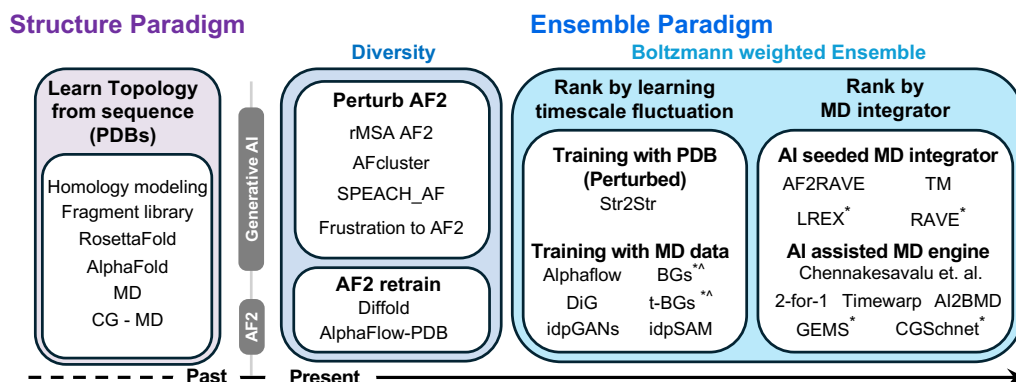 Structure Paradigm
Ensemble Paradigm
Diversity
Boltzmann weighted Ensemble
Learn Topology
from sequence
(PDBs)
Homology modeling
Fragment library
RosettaFold
AlphaFold
MD
CG - MD
Generative AI
AF2
Perturb AF2
rMSA AF2
AFcluster
SPEACH_AF
Frustration to AF2
AF2 retrain
Diffold
AlphaFlow-PDB
Rank by learning
timescale fluctuation
Training with PDB
(Perturbed)
Str2Str
Training with MD data
Alphaflow BGs*^
DiG t-BGs *^
idpGANs idpSAM
Rank by
MD integrator
AI seeded MD integrator
AF2RAVE TM
LREX* RAVE*
AI assisted MD engine
Chennakesavalu et. al.
2-for-1 Timewarp AI2BMD
GEMS* CGSchnet*
Past Present